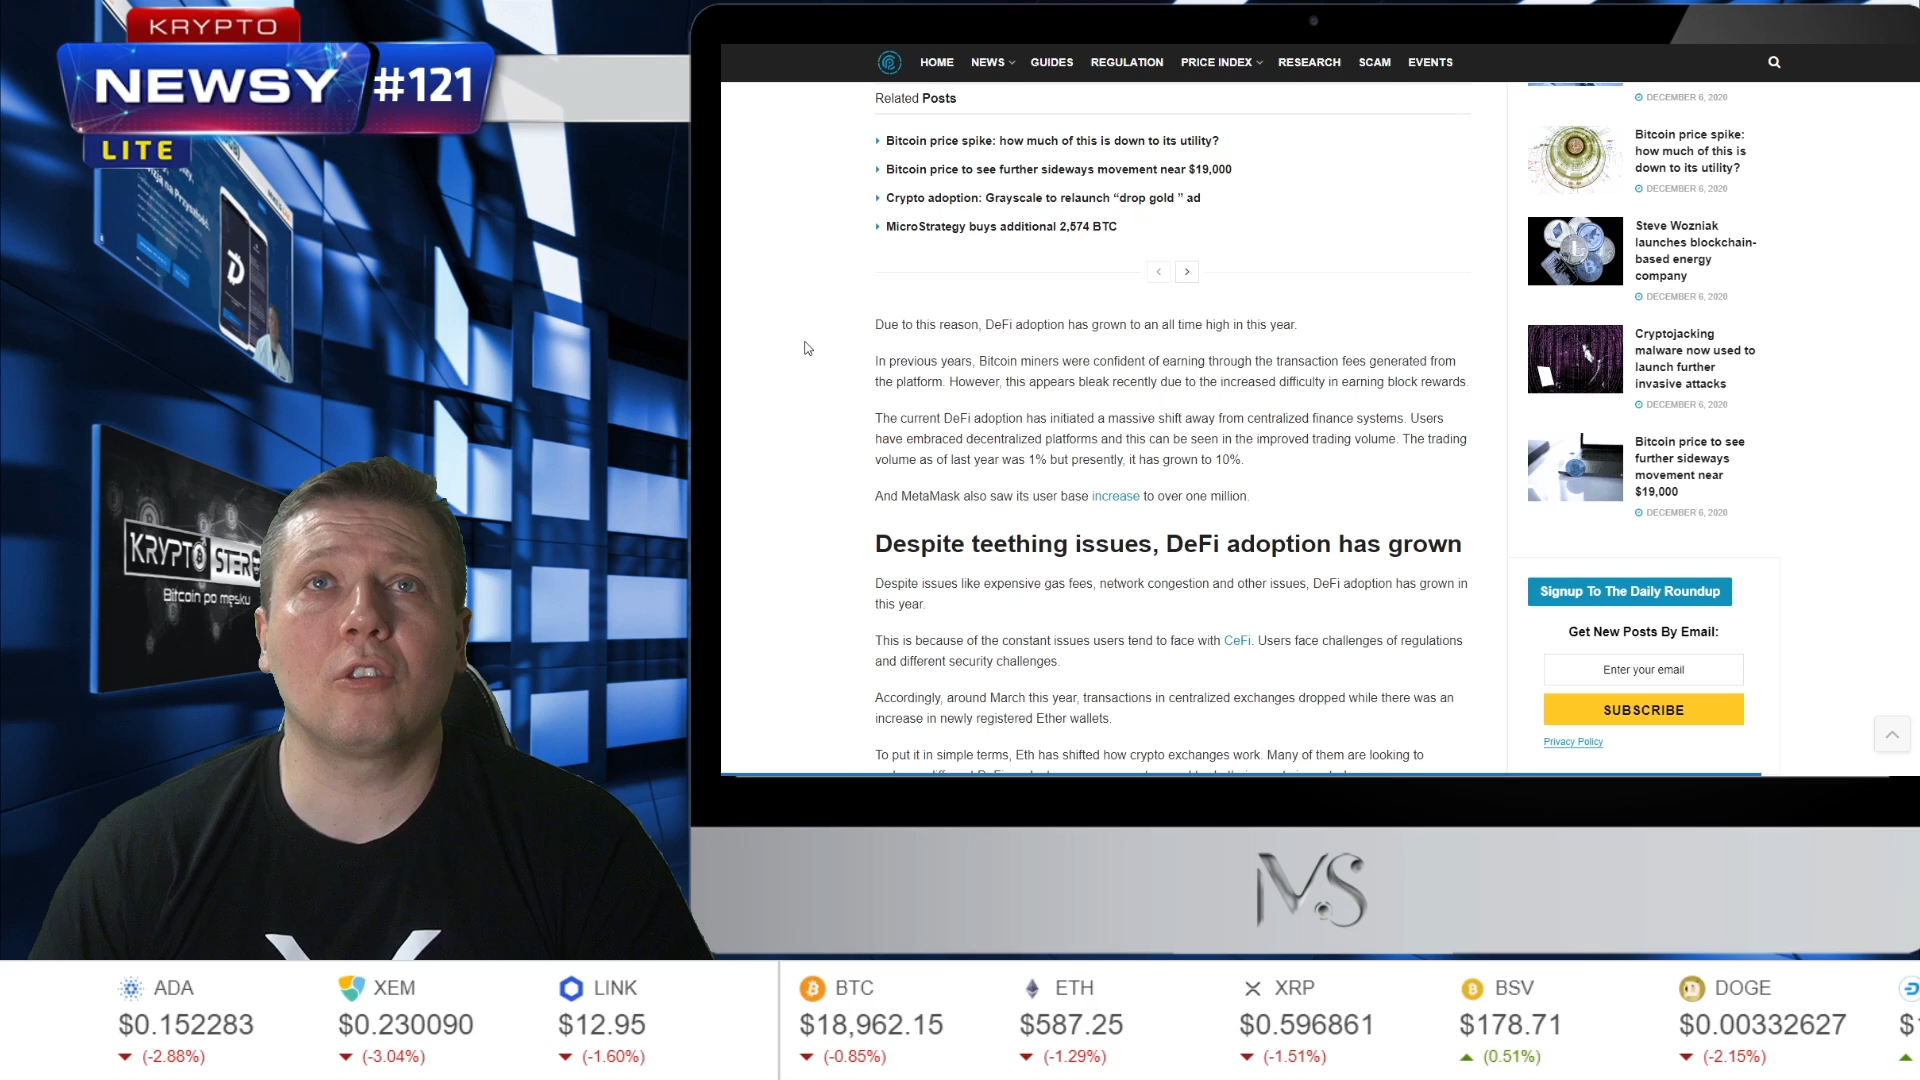 KRYPTO
NEWSY #121
LITE
KRYPTO STER
Bitcoin po męsku
HOME NEWS GUIDES REGULATION PRICE INDEX RESEARCH SCAM EVENTS
Related Posts
Bitcoin price spike: how much of this is down to its utility?
Bitcoin price to see further sideways movement near $19,000
Crypto adoption: Grayscale to relaunch “drop gold ” ad
MicroStrategy buys additional 2,574 BTC
Due to this reason, DeFi adoption has grown to an all time high in this year.
In previous years, Bitcoin miners were confident of earning through the transaction fees generated from
the platform. However, this appears bleak recently due to the increased difficulty in earning block rewards.
The current DeFi adoption has initiated a massive shift away from centralized finance systems. Users
have embraced decentralized platforms and this can be seen in the improved trading volume. The trading
volume as of last year was 1% but presently, it has grown to 10%.
And MetaMask also saw its user base increase to over one million.
Despite teething issues, DeFi adoption has grown
Despite issues like expensive gas fees, network congestion and other issues, DeFi adoption has grown in
this year.
This is because of the constant issues users tend to face with CeFi. Users face challenges of regulations
and different security challenges.
Accordingly, around March this year, transactions in centralized exchanges dropped while there was an
increase in newly registered Ether wallets.
To put it in simple terms, Eth has shifted how crypto exchanges work. Many of them are looking to
DECEMBER 6, 2020
Bitcoin price spike:
how much of this is
down to its utility?
DECEMBER 6, 2020
Steve Wozniak
launches blockchain-
based energy
company
DECEMBER 6, 2020
Cryptojacking
malware now used to
launch further
invasive attacks
DECEMBER 6, 2020
Bitcoin price to see
further sideways
movement near
$19,000
DECEMBER 6, 2020
Signup To The Daily Roundup
Get New Posts By Email:
Enter your email
SUBSCRIBE
Privacy Policy
MS
ADA XEM LINK BTC ETH XRP BSV DOGE
$0.152283 $0.230090 $12.95 $18,962.15 $587.25 $0.596861 $178.71 $0.00332627
(-2.88%) (-3.04%) (-1.60%) (-0.85%) (-1.29%) (-1.51%) (0.51%) (-2.15%)